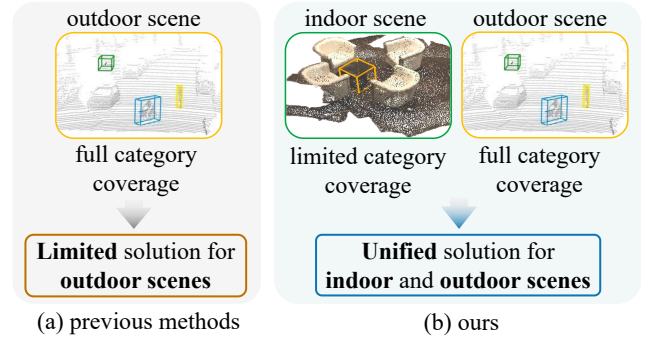 outdoor scene
full category
coverage
Limited solution for
outdoor scenes
(a) previous methods
indoor scene
outdoor scene
limited category
coverage
full category
coverage
Unified solution for
indoor and outdoor scenes
(b) ours